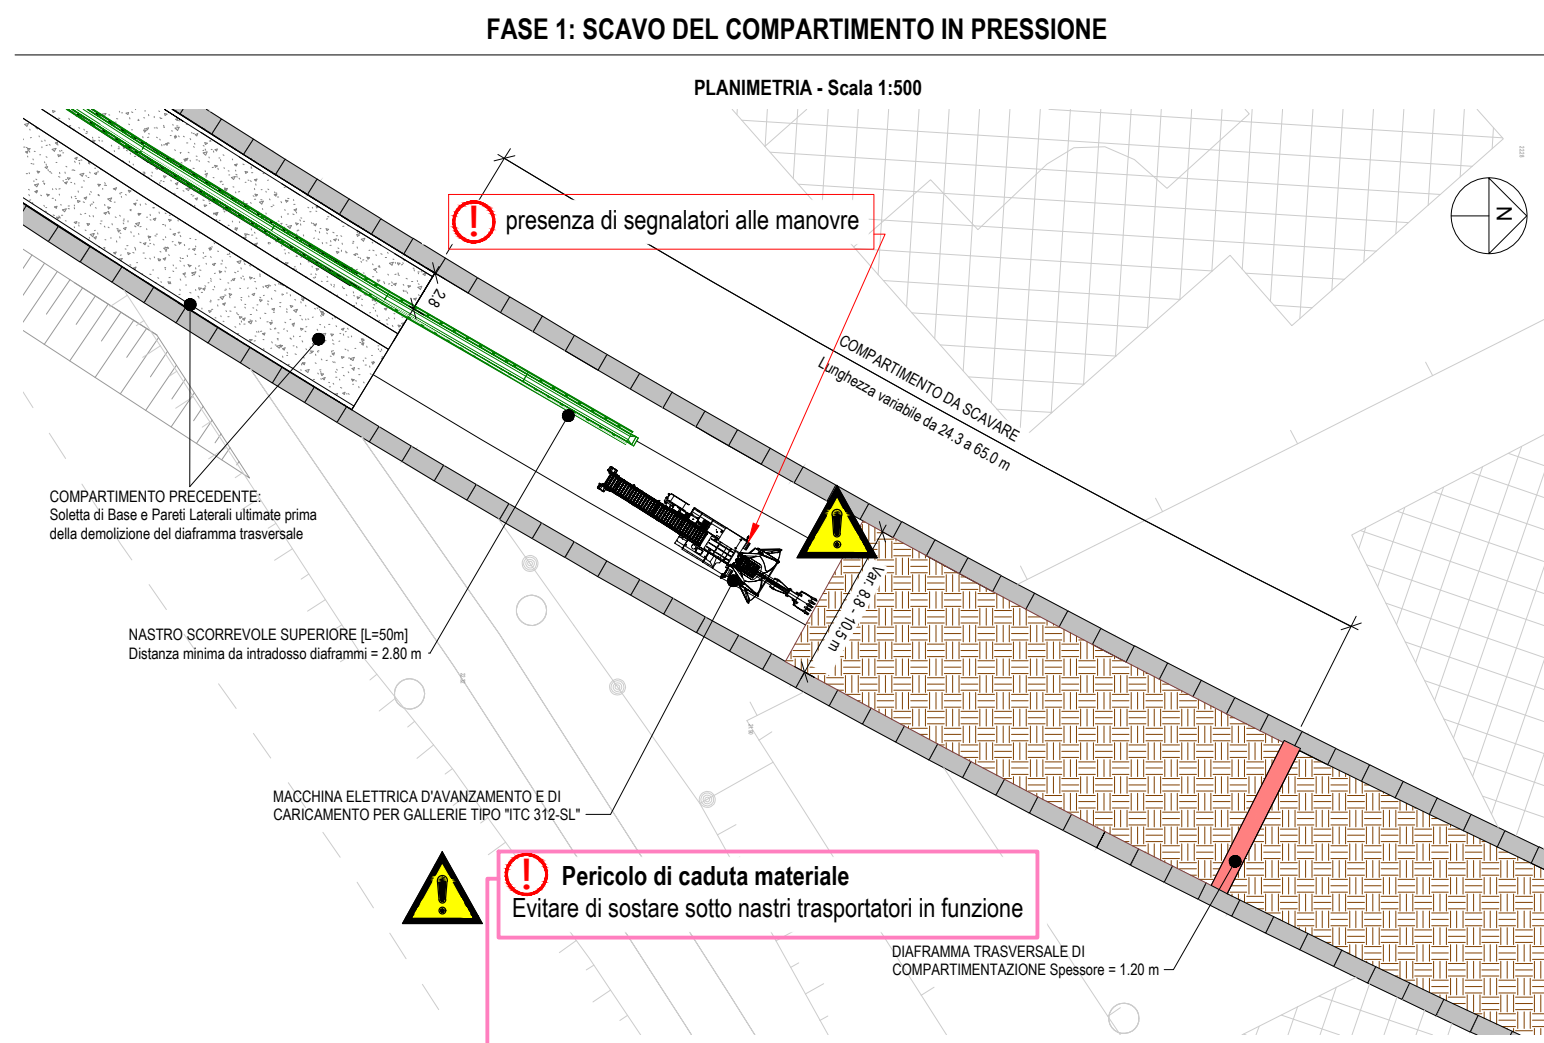 FASE 1: SCAVO DEL COMPARTIMENTO IN PRESSIONE
PLANIMETRIA - Scala 1:500
presenza di segnalatori alle manovre
N
2.8
COMPARTIMENTO DA SCAVARE
Lunghezza variabile da 24.3 a 65.0 m
COMPARTIMENTO PRECEDENTE:
Soletta di Base e Pareti Laterali ultimate prima
della demolizione del diaframma trasversale
Var. 8.8 - 10.5 m
NASTRO SCORREVOLE SUPERIORE [L=50m]
Distanza minima da intradosso diaframmi = 2.80 m
MACCHINA ELETTRICA D'AVANZAMENTO E DI
CARICAMENTO PER GALLERIE TIPO "ITC 312-SL"
Pericolo di caduta materiale
Evitare di sostare sotto nastri trasportatori in funzione
DIAFRAMMA TRASVERSALE DI
COMPARTIMENTAZIONE Spessore = 1.20 m